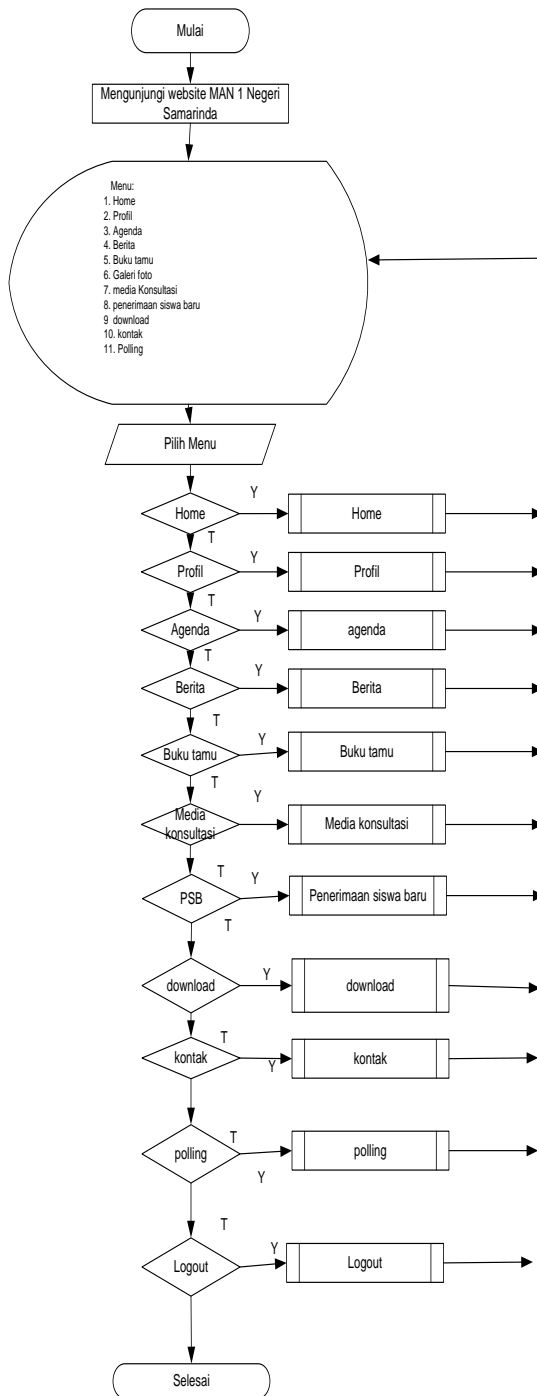 Mulai
Mengunjungi website MAN 1 Negeri
Samarinda
Menu:
1. Home
2. Profil
3. Agenda
4. Berita
5. Buku tamu
6. Galeri foto
7. media Konsultasi
8. penerimaan siswa baru
9 download
10. kontak
11. Polling
Pilih Menu
Y
Home
Home
T
Y
Profil
Profil
T
Y
Agenda
agenda
T
Y
Berita
Berita
T
Y
Buku tamu
Buku tamu
T
Y
Media
konsultasi
Media konsultasi
T
Y
PSB
Penerimaan siswa baru
T
Y
download
download
T
kontak
Y
kontak
T
polling
Y
polling
T
Y
Logout
Logout
Selesai